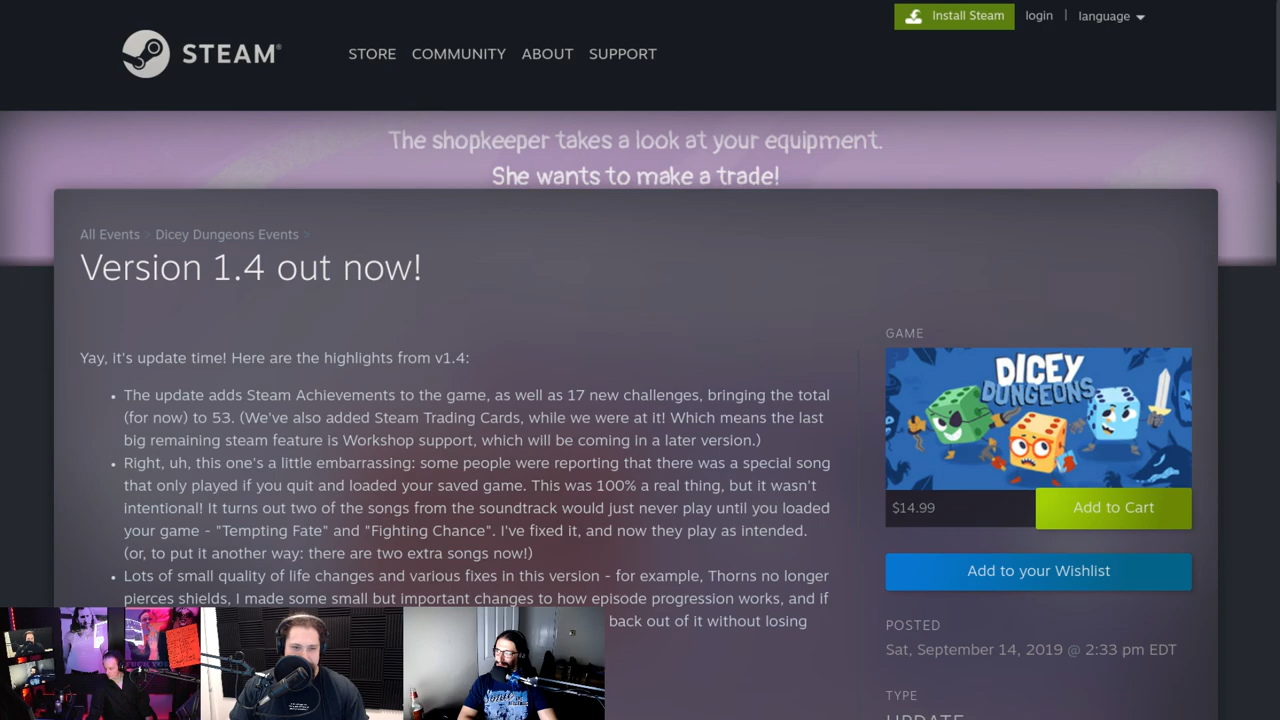 Install Steam login | language
STEAM®
STORE COMMUNITY ABOUT SUPPORT
The shopkeeper takes a look at your equipment.
She wants to make a trade!
All Events > Dicey Dungeons Events >
Version 1.4 out now!
Yay, it's update time! Here are the highlights from v1.4:
• The update adds Steam Achievements to the game, as well as 17 new challenges, bringing the total
(for now) to 53. (We've also added Steam Trading Cards, while we were at it! Which means the last
big remaining steam feature is Workshop support, which will be coming in a later version.)
• Right, uh, this one's a little embarrassing: some people were reporting that there was a special song
that only played if you quit and loaded your saved game. This was 100% a real thing, but it wasn't
intentional! It turns out two of the songs from the soundtrack would just never play until you loaded
your game - "Tempting Fate" and "Fighting Chance". I've fixed it, and now they play as intended.
(or, to put it another way: there are two extra songs now!)
• Lots of small quality of life changes and various fixes in this version - for example, Thorns no longer
pierces shields, I made some small but important changes to how episode progression works, and if
back out of it without losing
GAME
DICEY
DUNGEONS
$14.99
Add to Cart
Add to your Wishlist
POSTED
Sat, September 14, 2019 @ 2:33 pm EDT
TYPE
UPDATE